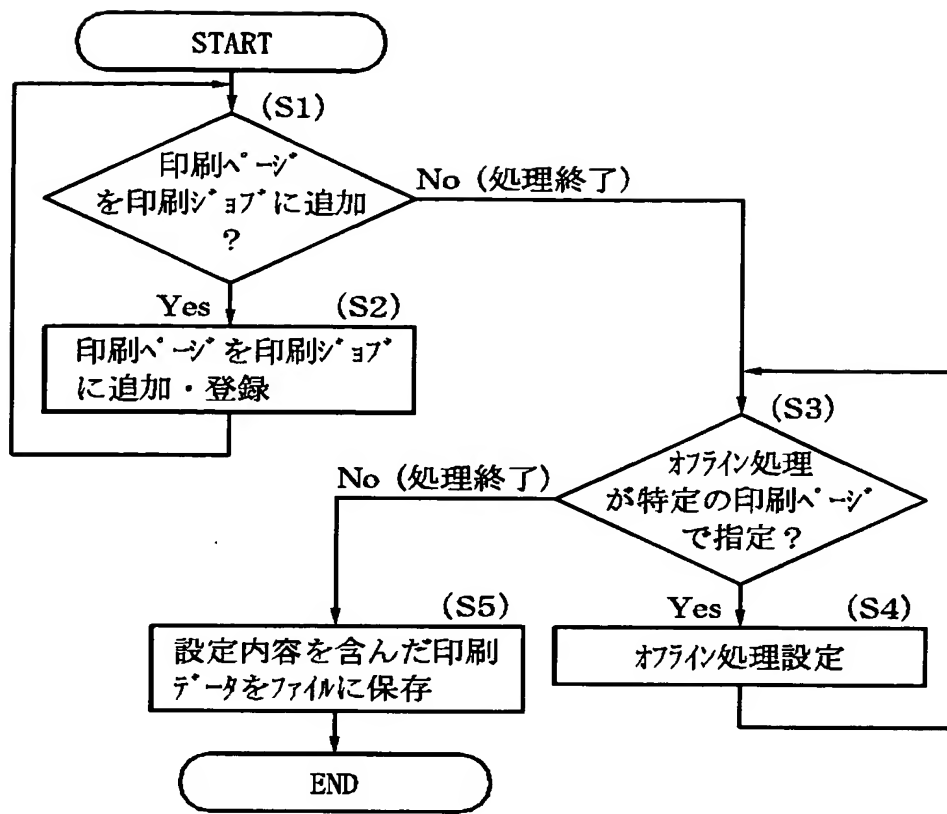 START
(S1)
印刷ページ
を印刷ジョブに追加
?
No (処理終了)
Yes
(S2)
印刷ページを印刷ジョブ
に追加・登録
(S3)
オフライン処理
が特定の印刷ページ
で指定?
No (処理終了)
Yes
(S4)
オフライン処理設定
(S5)
設定内容を含んだ印刷
データをファイルに保存
END